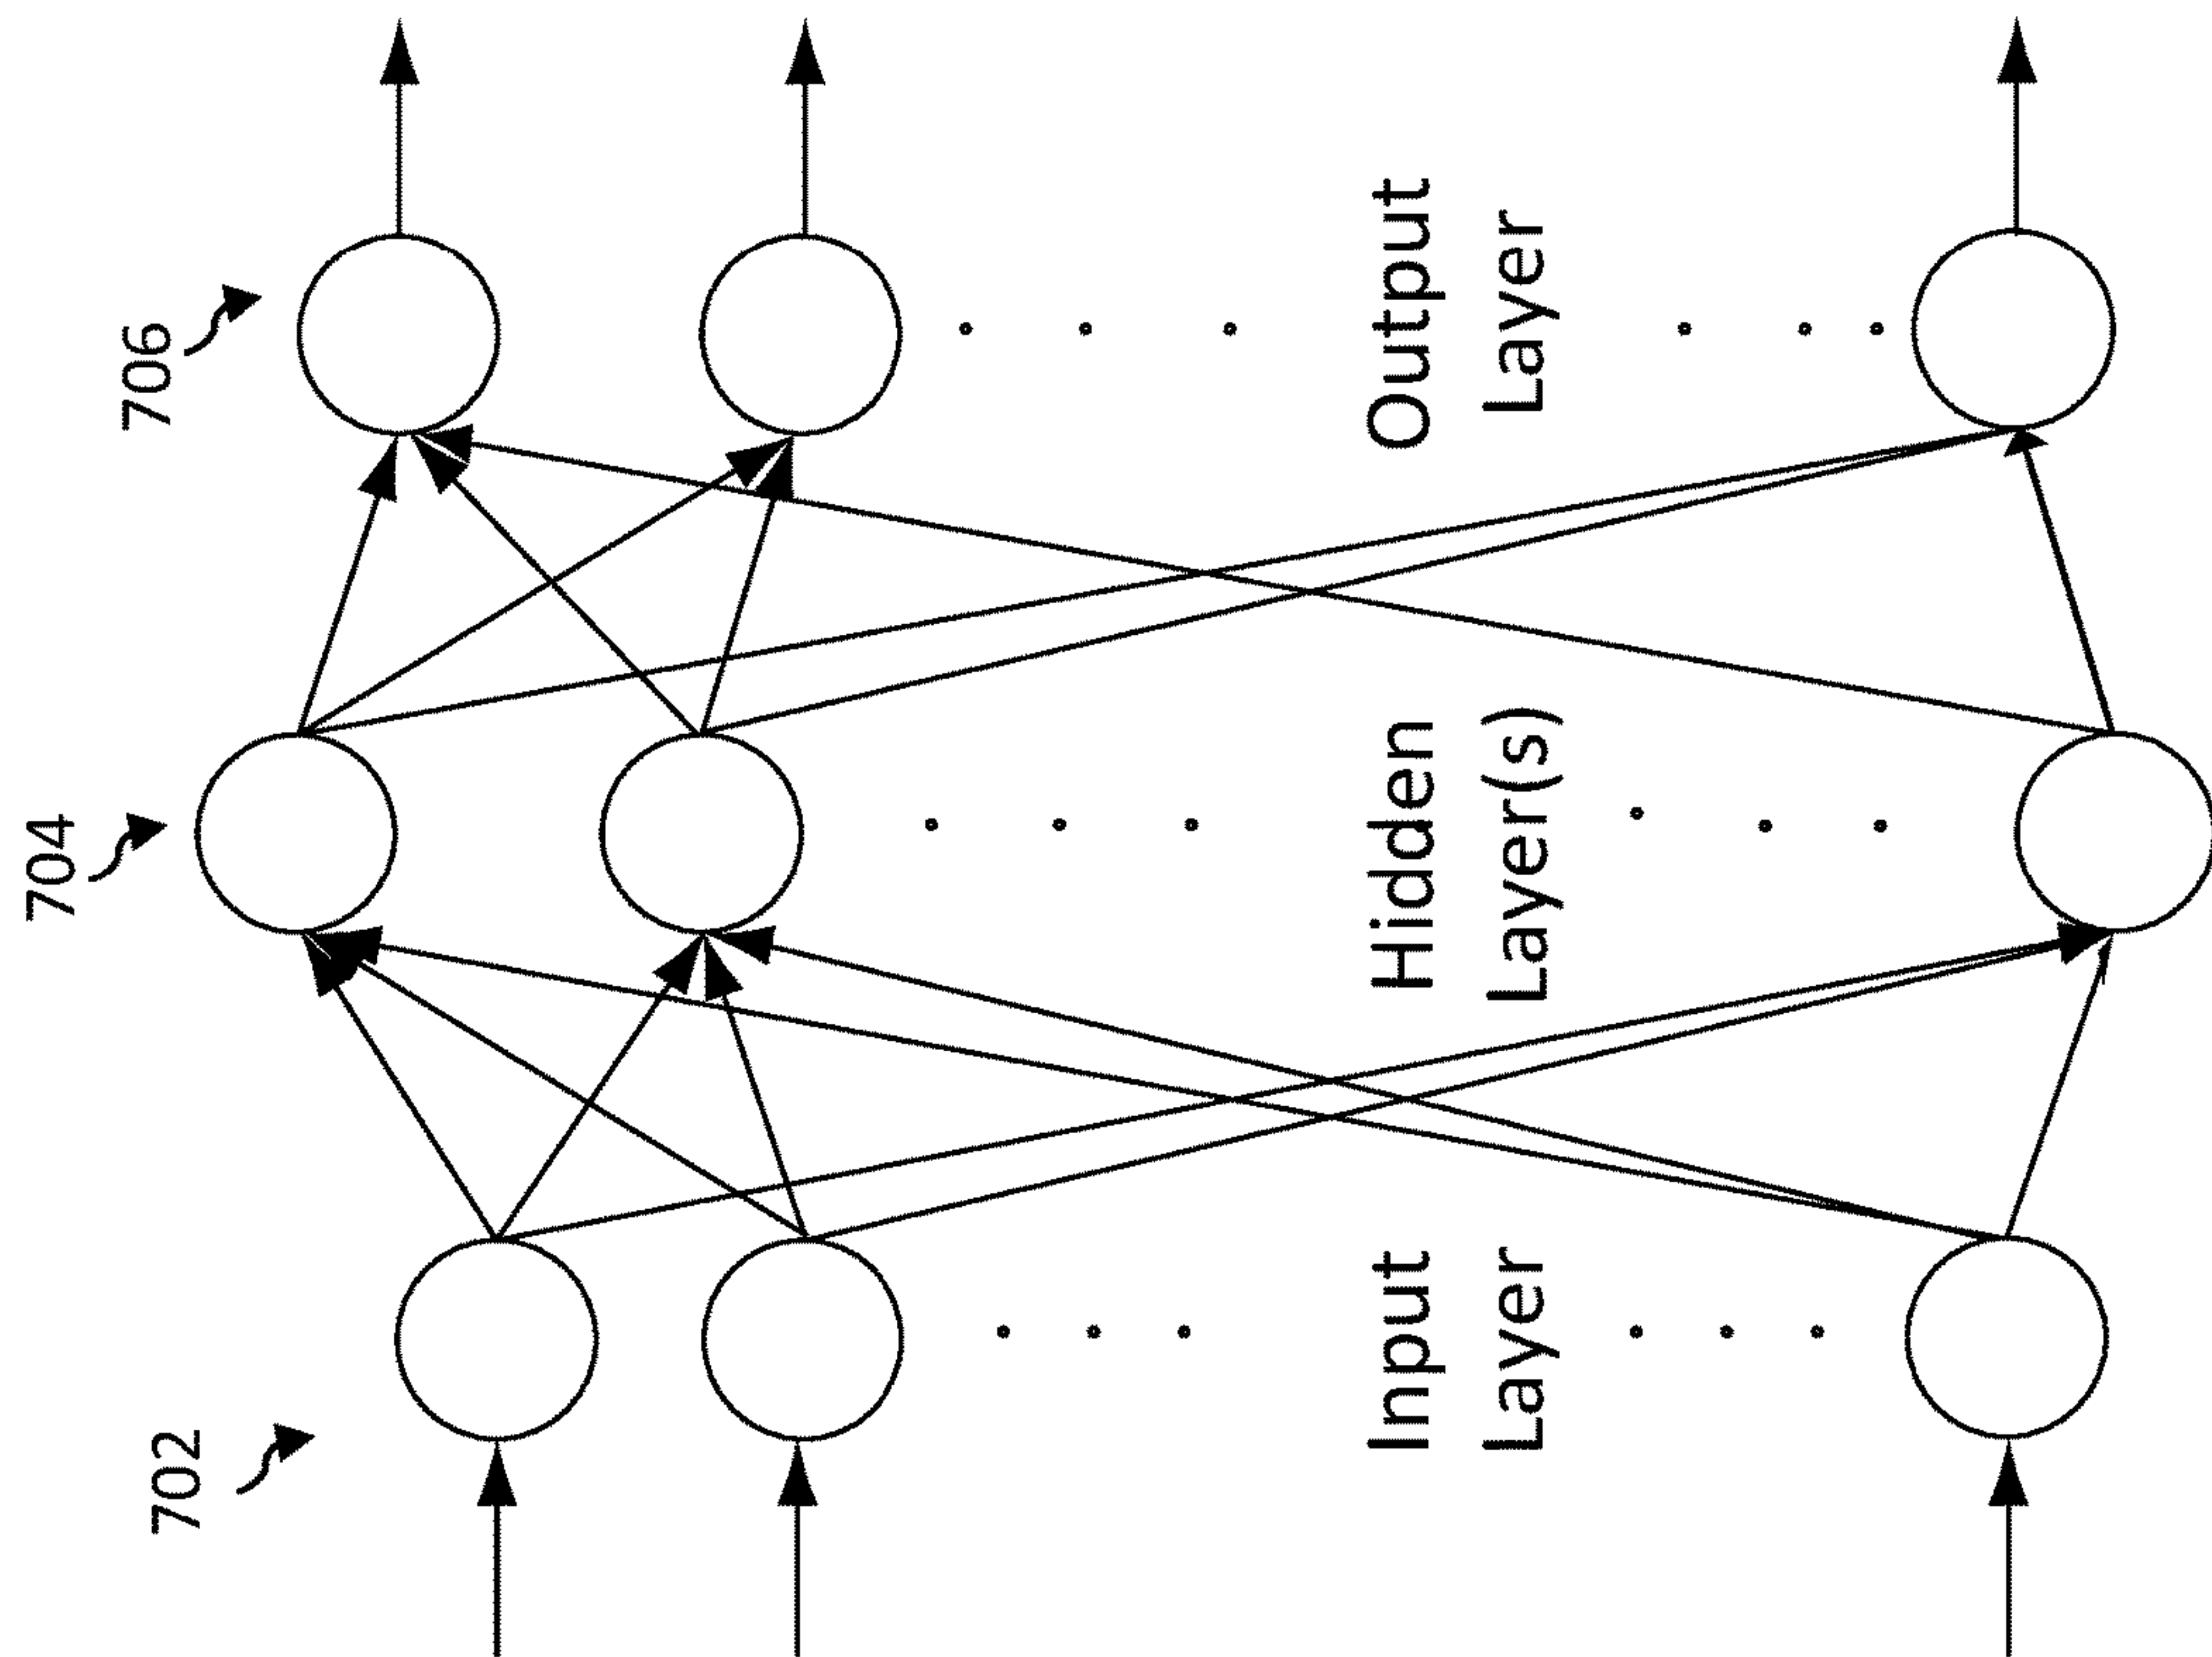 702
704
706
Input
Layer
Hidden
Layer(s)
Output
Layer